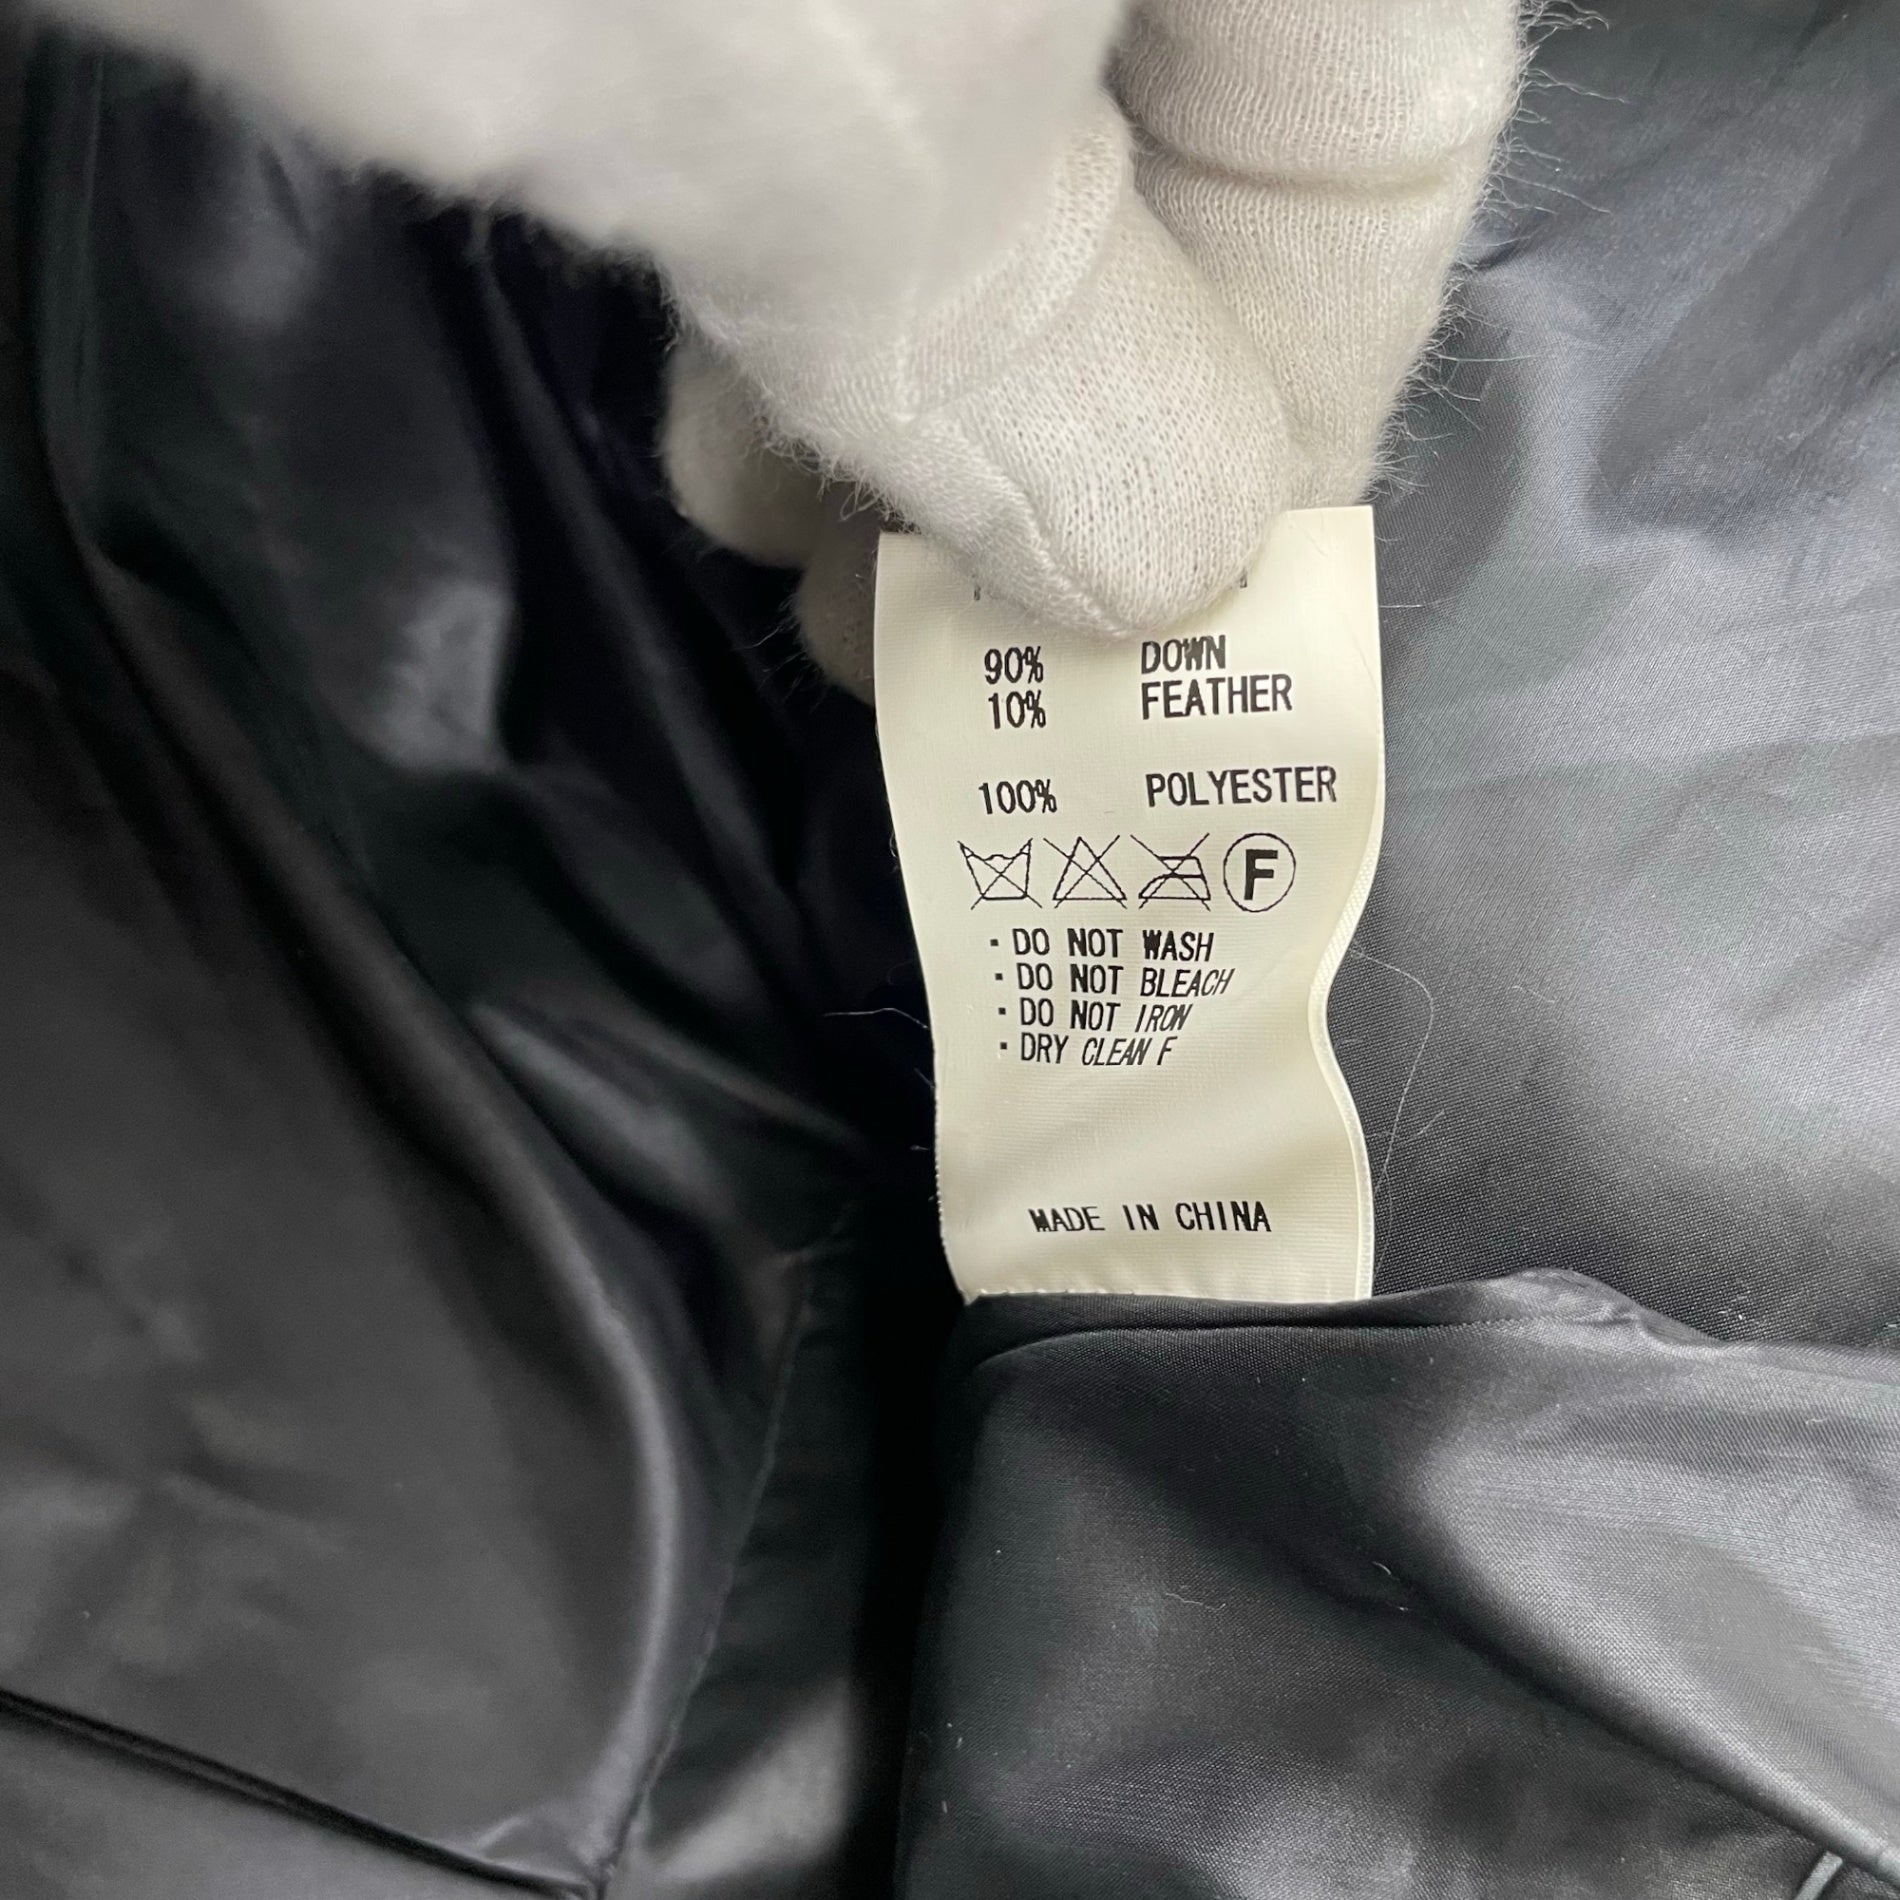 90% DOWN
10% FEATHER
100% POLYESTER
F
· DO NOT WASH
· DO NOT BLEACH
· DO NOT IRON
· DRY CLEAN F
MADE IN CHINA